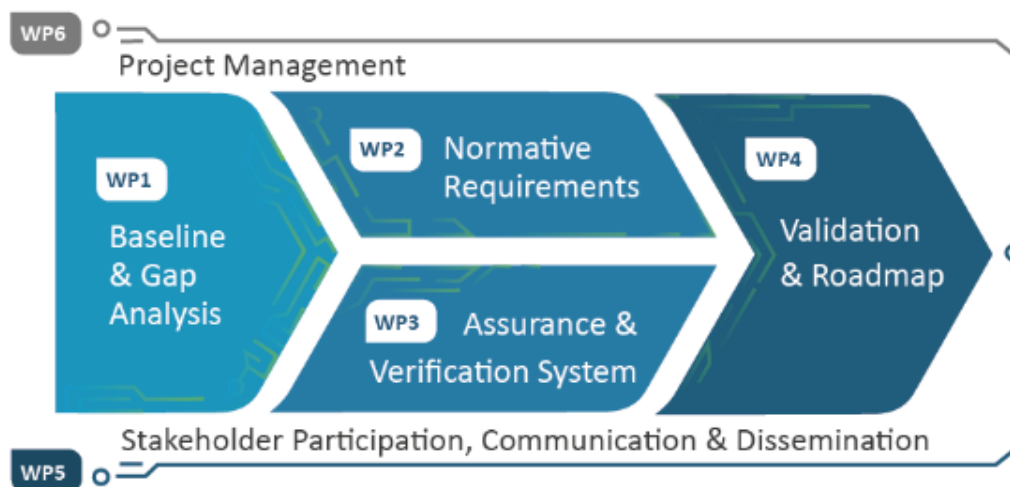 WP6
Project Management
WP1
Baseline
& Gap
Analysis
WP2
Normative
Requirements
WP3
Assurance &
Verification System
WP4
Validation
& Roadmap
Stakeholder Participation, Communication & Dissemination
WP5